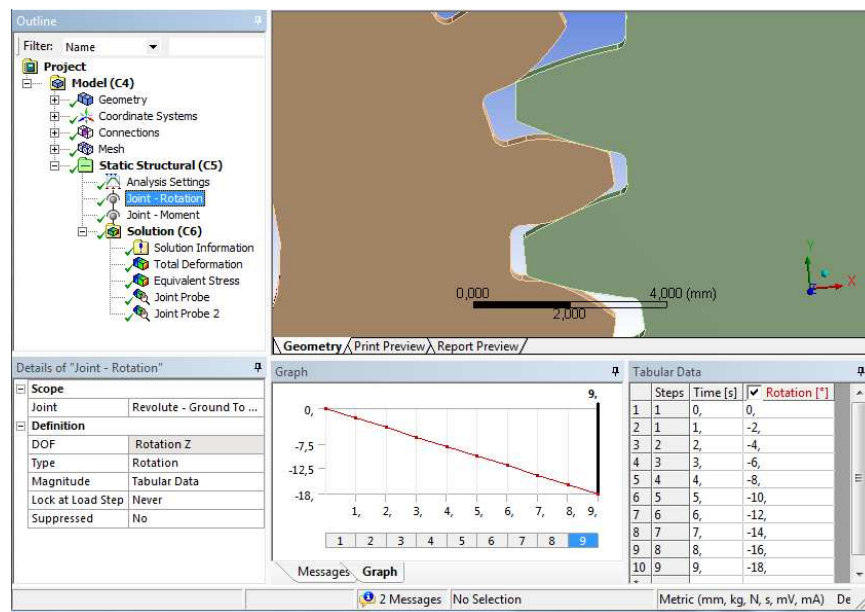 Outline
Filter: Name
Project
Model (C4)
Geometry
Coordinate Systems
Connections
Mesh
Static Structural (C5)
Analysis Settings
Joint - Rotation
Joint - Moment
Solution (C6)
Solution Information
Total Deformation
Equivalent Stress
Joint Probe
Joint Probe 2
Y
X
Z
0,000 4,000 (mm)
2,000
Geometry Print Preview Report Preview
Details of "Joint - Rotation"
Scope
Joint Revolute - Ground To ...
Definition
DOF Rotation Z
Type Rotation
Magnitude Tabular Data
Lock at Load Step Never
Suppressed No
Graph
9,
0,
-7,5
-12,5
-18,
1, 2, 3, 4, 5, 6, 7, 8, 9,
1 2 3 4 5 6 7 8 9
Messages Graph
Tabular Data
Steps Time [s] Rotation [°]
1 1 0, 0,
2 1 1, -2,
3 2 2, -4,
4 3 3, -6,
5 4 4, -8,
6 5 5, -10,
7 6 6, -12,
8 7 7, -14,
9 8 8, -16,
10 9 9, -18,
2 Messages No Selection Metric (mm, kg, N, s, mV, mA) De